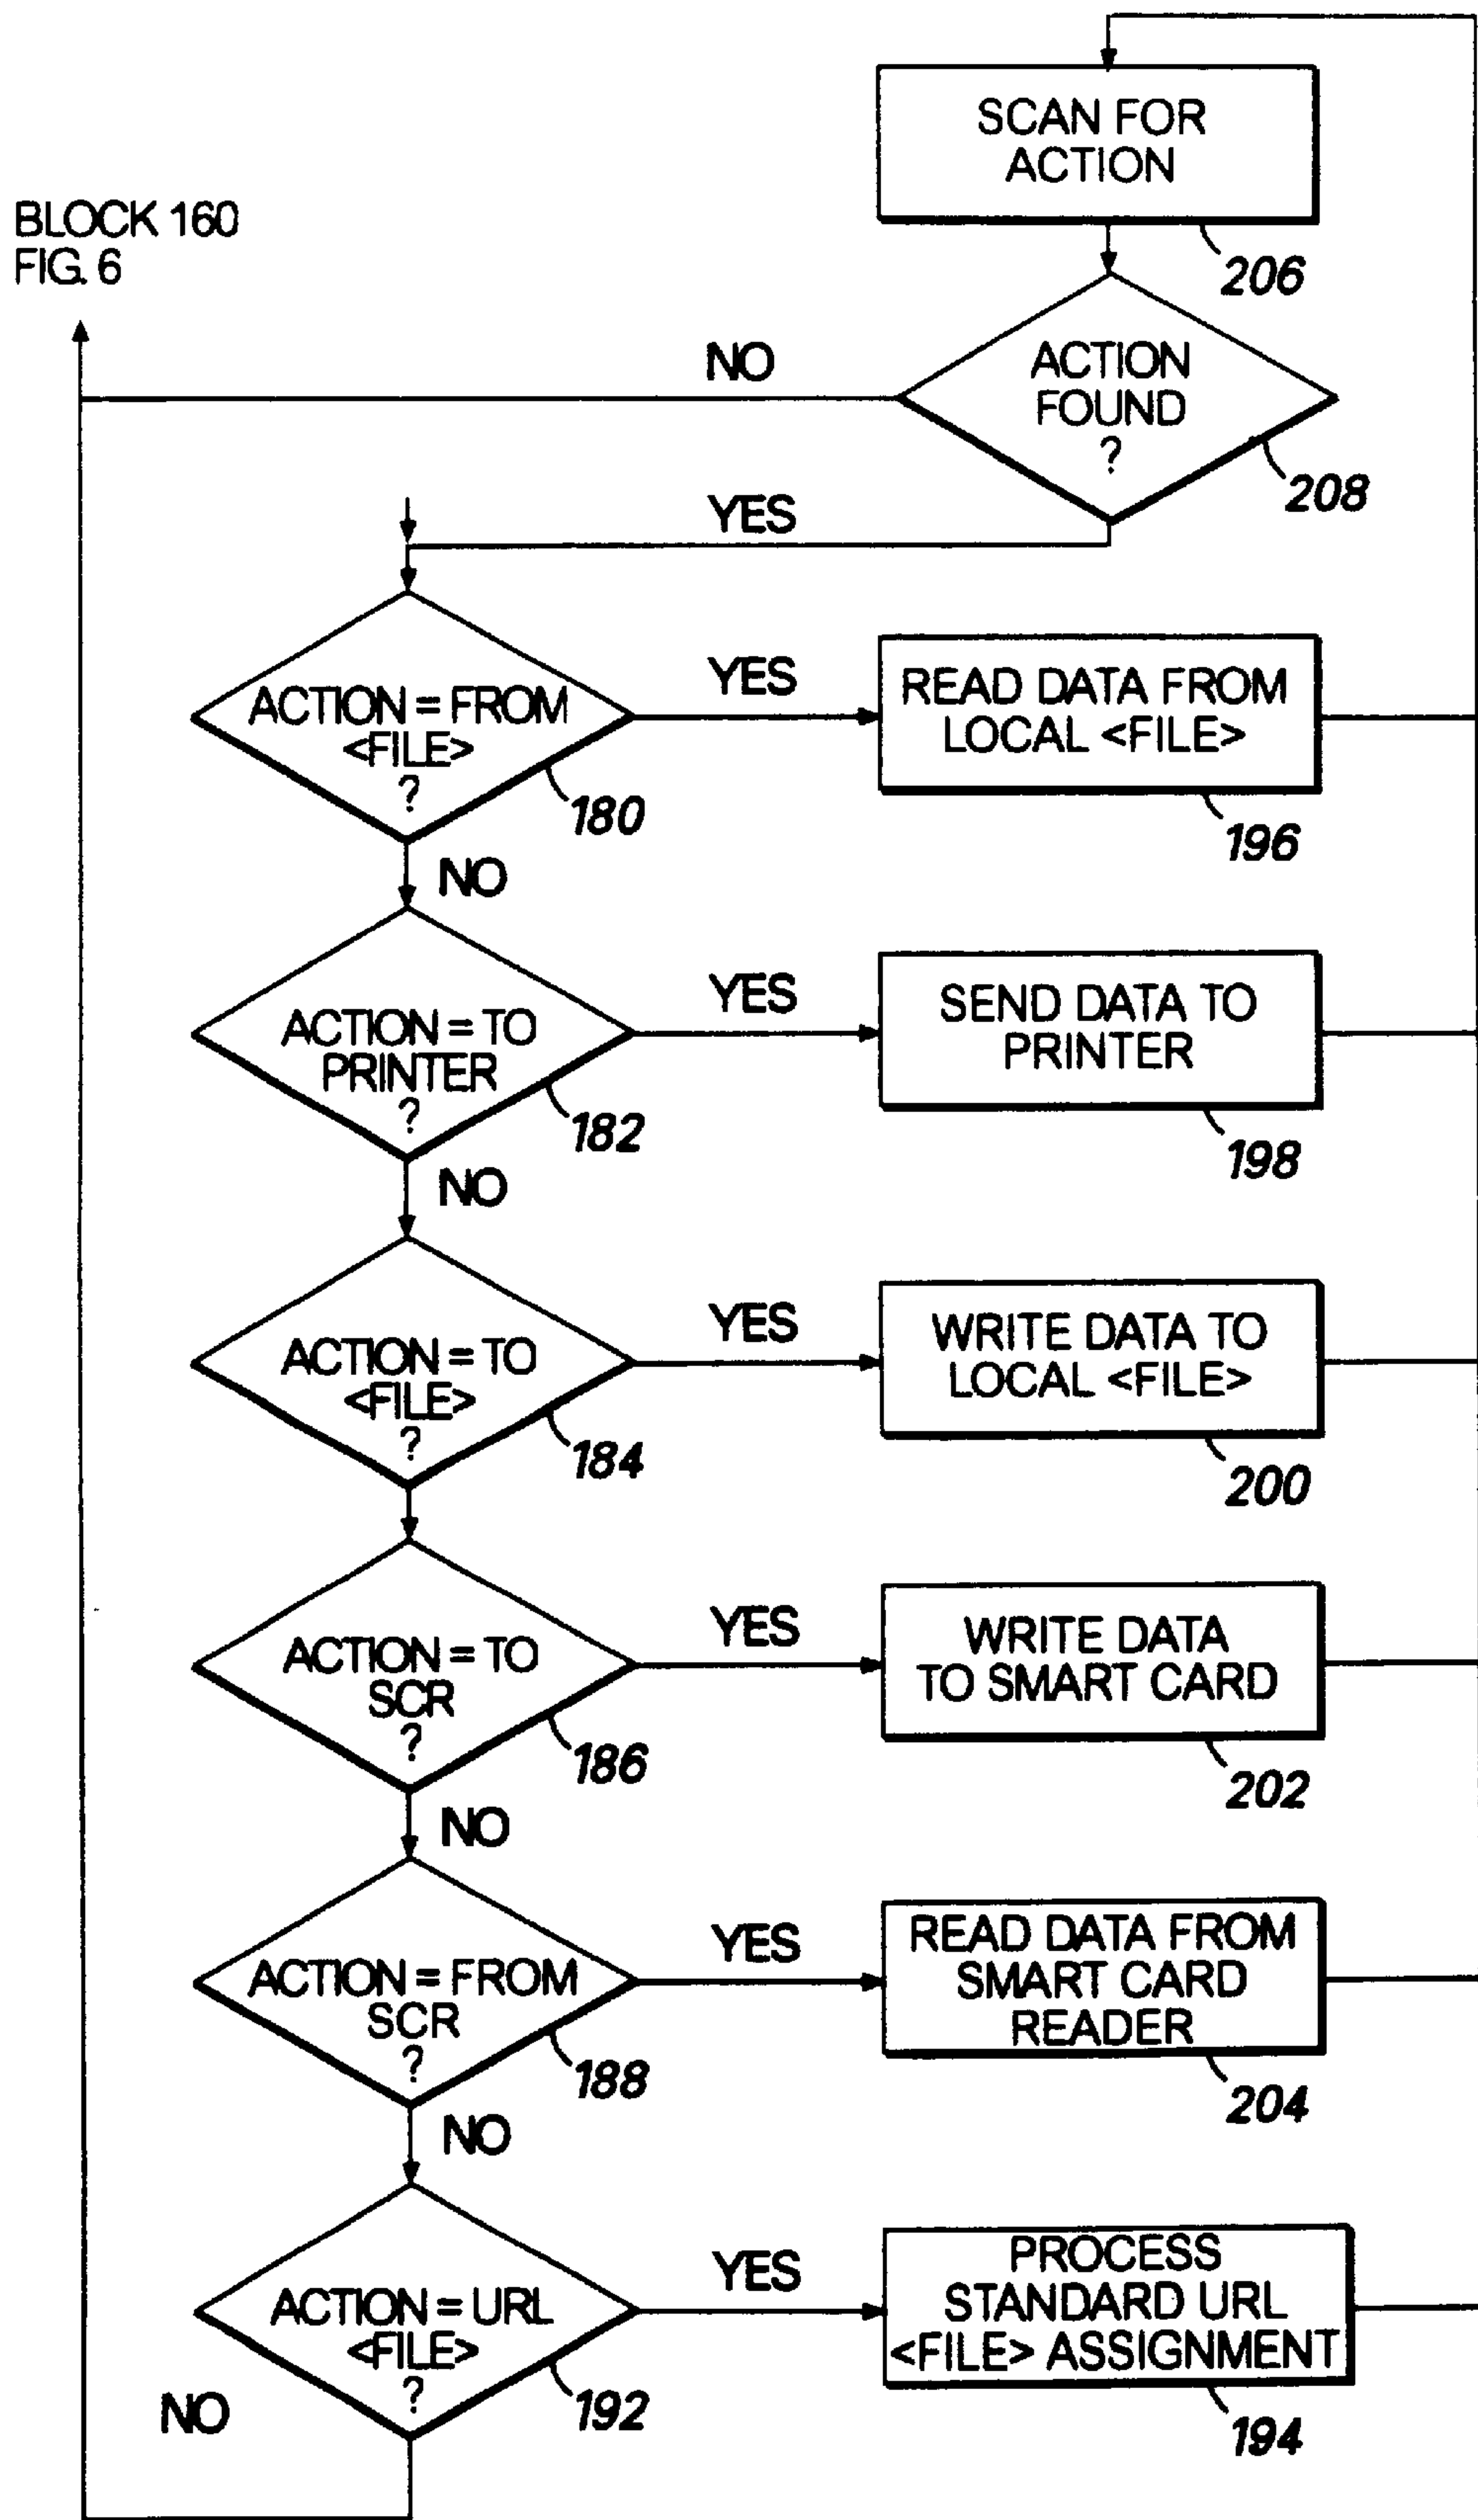 SCAN FOR
ACTION
206
BLOCK 160
FIG. 6
NO
ACTION
FOUND
?
208
YES
ACTION = FROM
<FILE>
?
180
YES
READ DATA FROM
LOCAL <FILE>
196
NO
ACTION = TO
PRINTER
?
182
YES
SEND DATA TO
PRINTER
198
NO
ACTION = TO
<FILE>
?
184
YES
WRITE DATA TO
LOCAL <FILE>
200
ACTION = TO
SCR
?
186
YES
WRITE DATA
TO SMART CARD
202
NO
ACTION = FROM
SCR
?
188
YES
READ DATA FROM
SMART CARD
READER
204
NO
ACTION = URL
<FILE>
?
192
YES
PROCESS
STANDARD URL
<FILE> ASSIGNMENT
194
NO